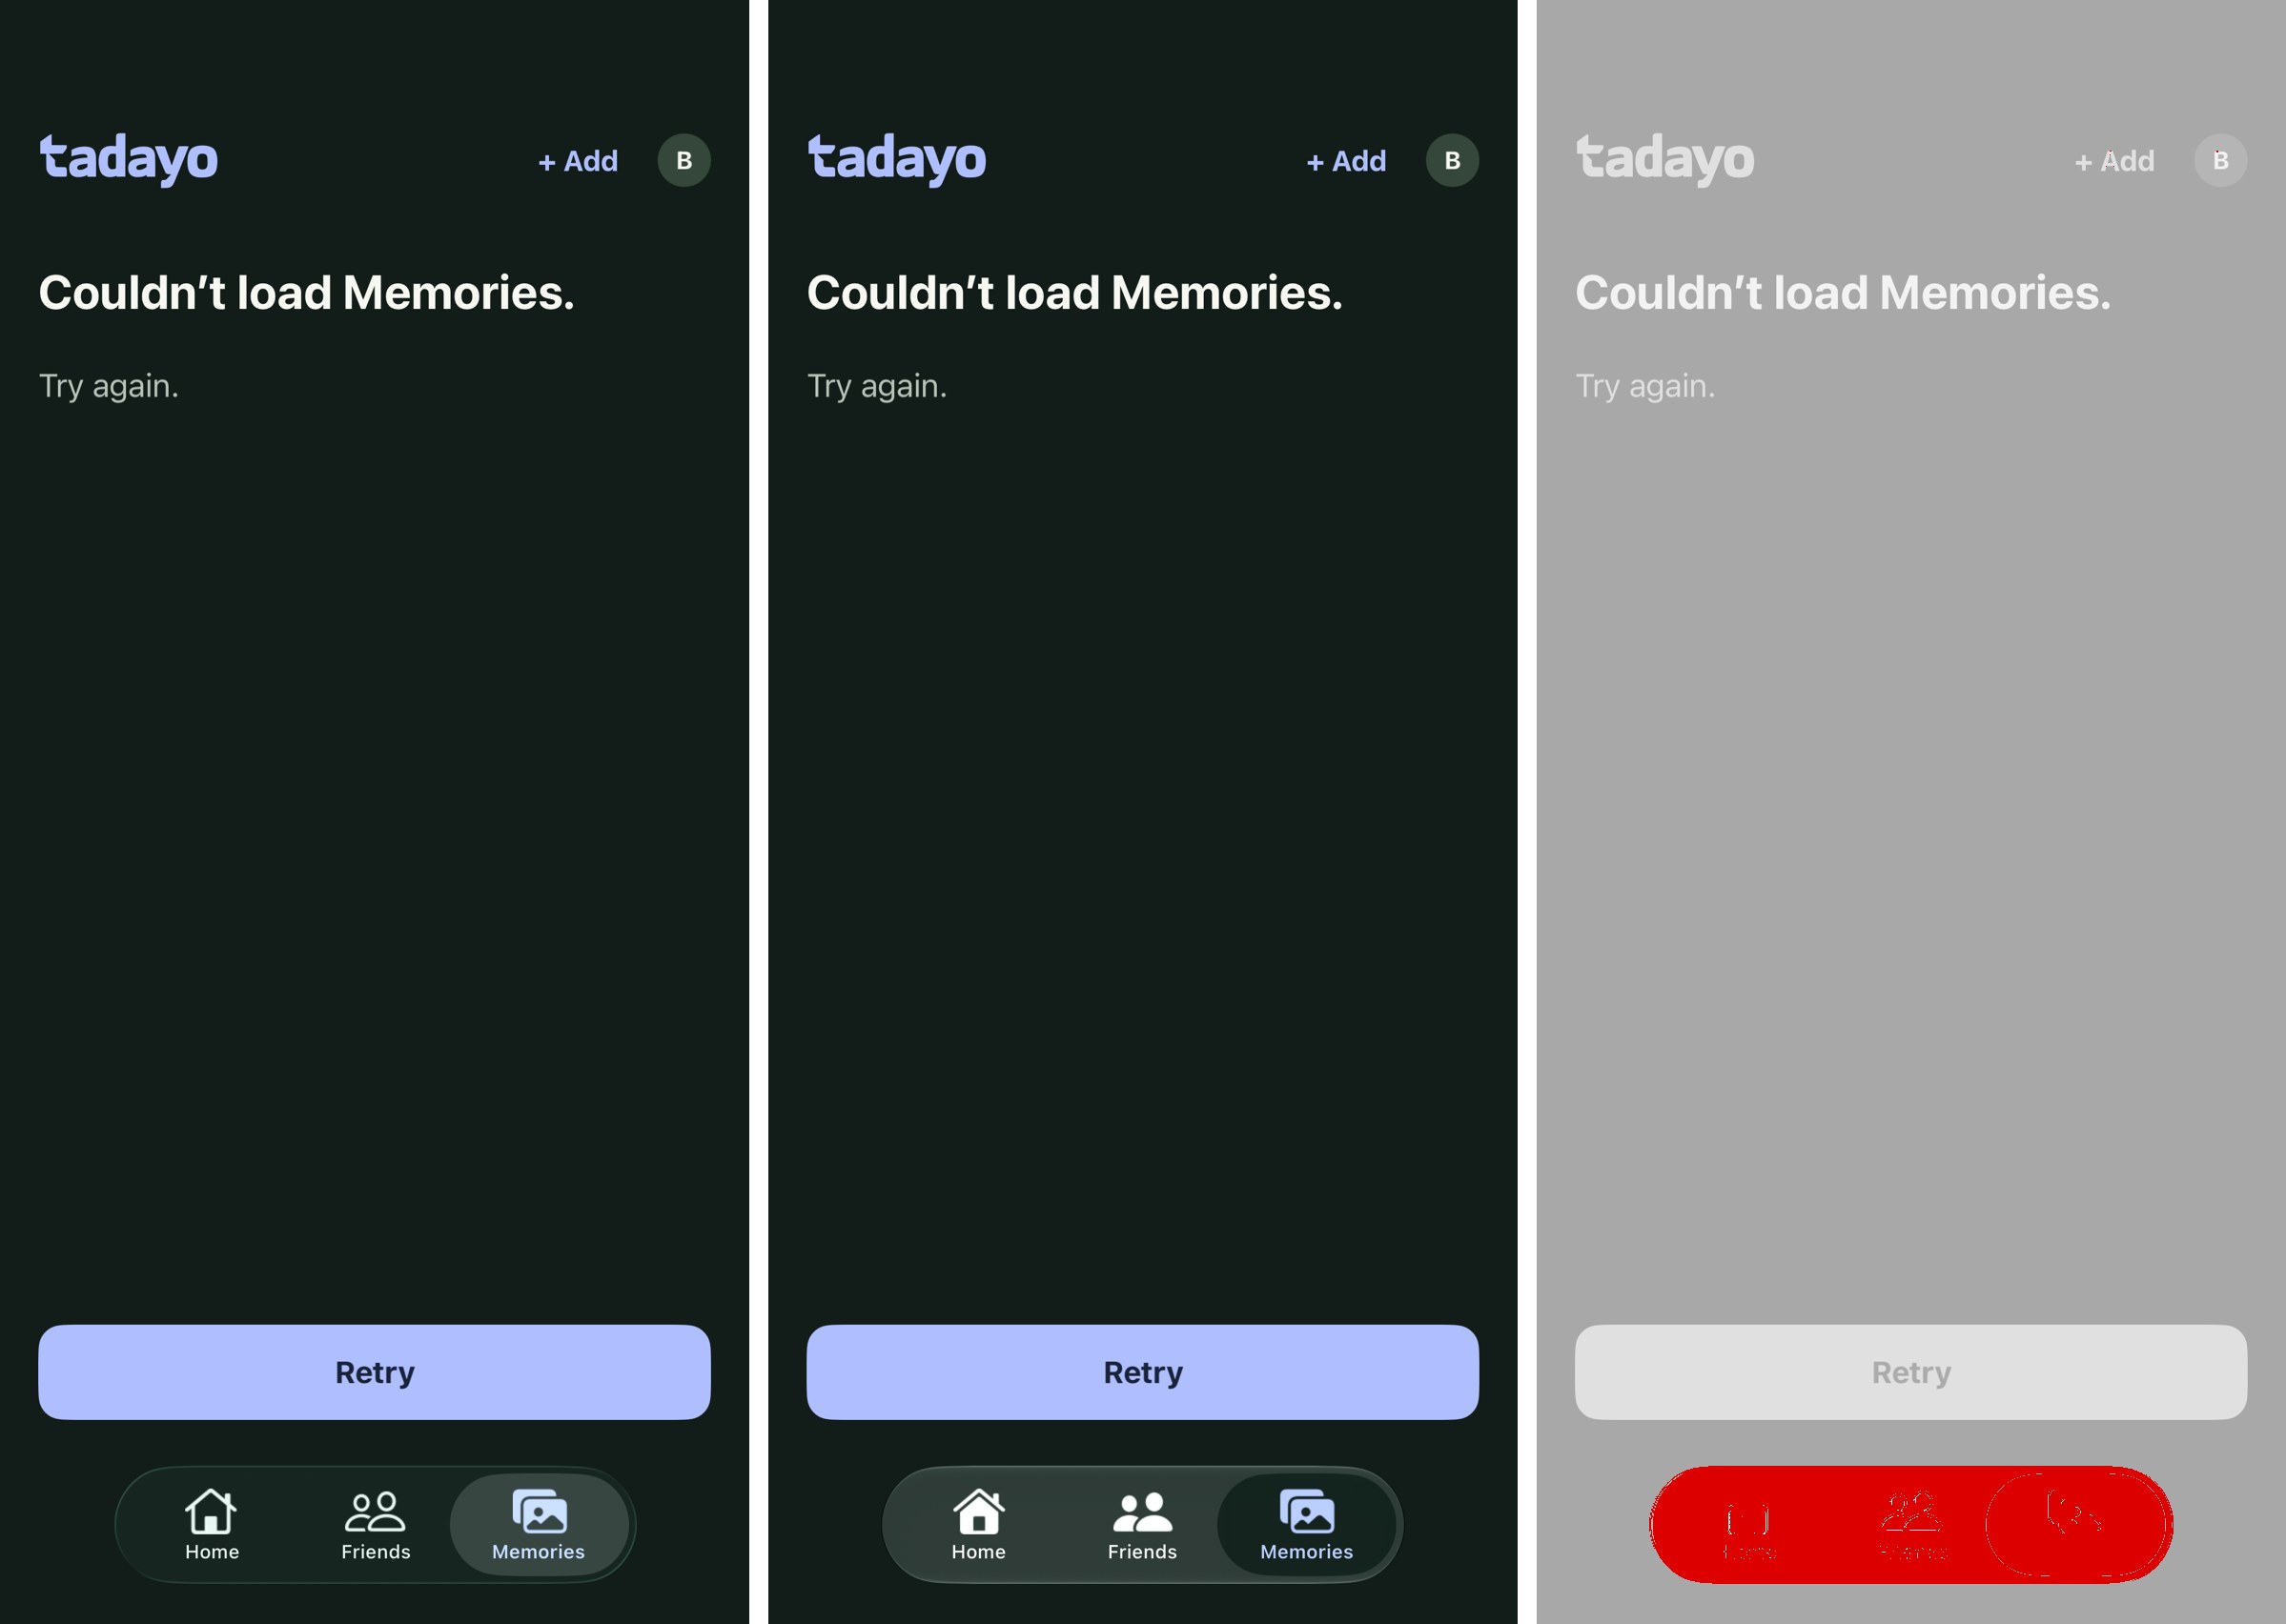 tadayo + Add B
Couldn’t load Memories.
Try again.
Retry
Home Friends Memories
tadayo + Add B
Couldn’t load Memories.
Try again.
Retry
Home Friends Memories
tadayo + Add B
Couldn’t load Memories.
Try again.
Retry